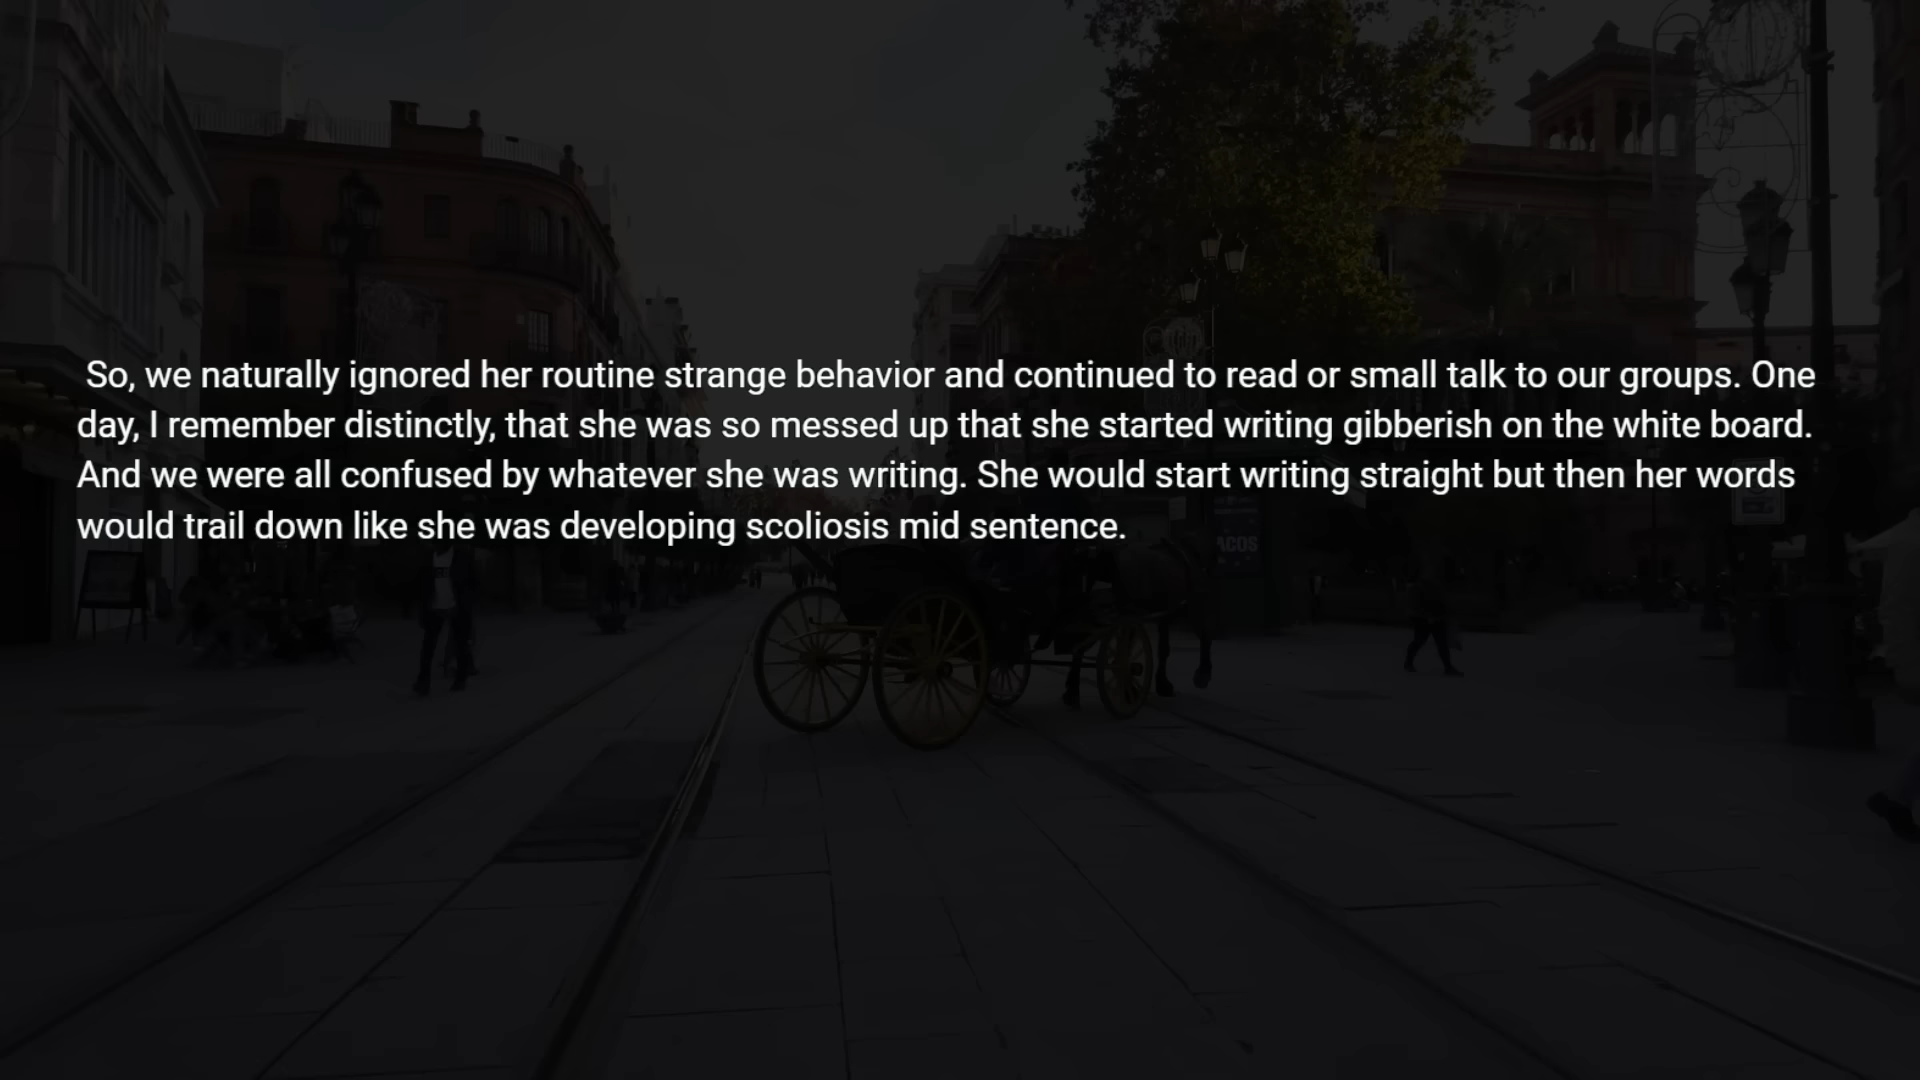 So, we naturally ignored her routine strange behavior and continued to read or small talk to our groups. One
day, I remember distinctly, that she was so messed up that she started writing gibberish on the white board.
And we were all confused by whatever she was writing. She would start writing straight but then her words
would trail down like she was developing scoliosis mid sentence.
ACOS